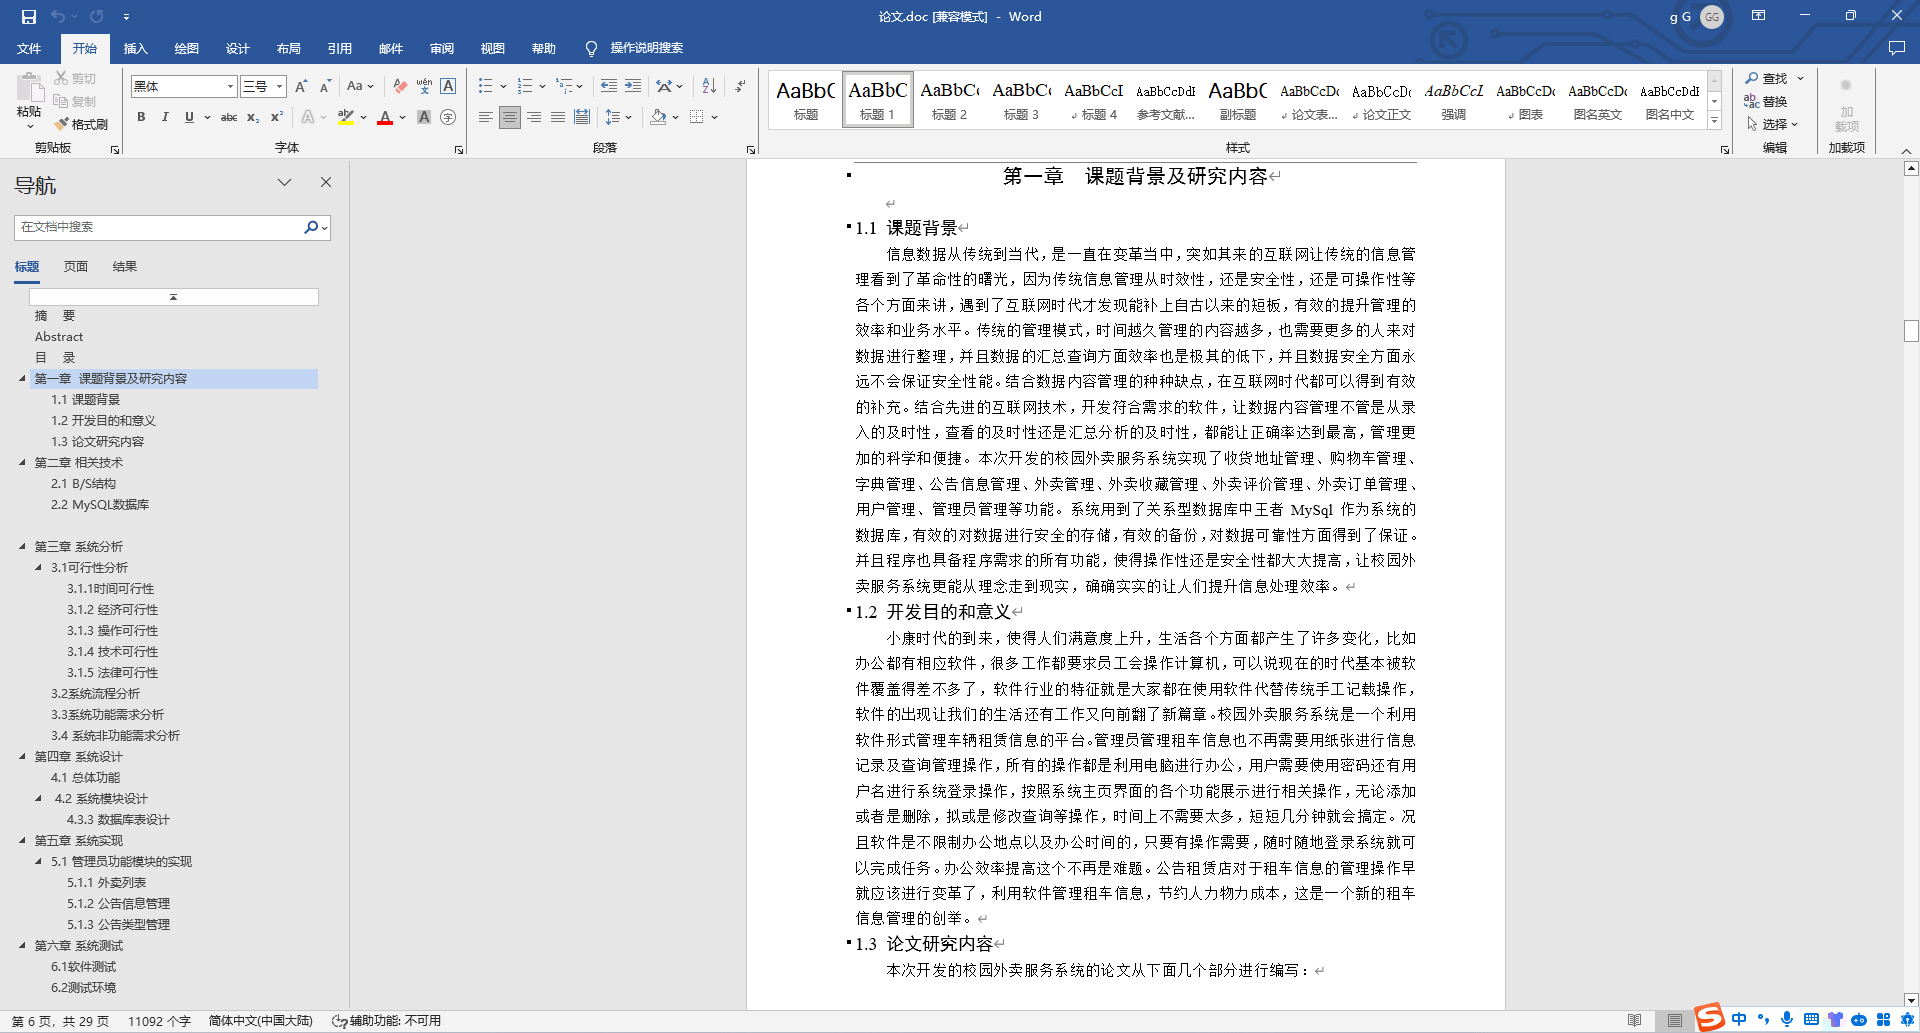 论文.doc [兼容模式] - Word
g G
GG
文件 开始 插入 绘图 设计 布局 引用 邮件 审阅 视图 帮助 操作说明搜索
粘贴
剪切
复制
格式刷
剪贴板
黑体 三号
Aa
wén
文
A
B I U abc x₂ x² A aby A A 字
字体
段落
AaBbC 标题
AaBbC 标题 1
AaBbC 标题 2
AaBbC 标题 3
AaBbCcI 标题 4
AaBbCcDdI 参考文献...
AaBbC 副标题
AaBbCcDc 论文表...
AaBbCcDc 论文正文
AaBbCcL 强调
AaBbCcDc 图表
AaBbCcDc 图名英文
AaBbCcDdI 图名中文
样式
查找
替换
选择
编辑
加
载项
加载项
导航
在文档中搜索
标题 页面 结果
摘 要
Abstract
目 录
第一章 课题背景及研究内容
1.1 课题背景
1.2 开发目的和意义
1.3 论文研究内容
第二章 相关技术
2.1 B/S结构
2.2 MySQL数据库
第三章 系统分析
3.1可行性分析
3.1.1时间可行性
3.1.2 经济可行性
3.1.3 操作可行性
3.1.4 技术可行性
3.1.5 法律可行性
3.2系统流程分析
3.3系统功能需求分析
3.4 系统非功能需求分析
第四章 系统设计
4.1 总体功能
4.2 系统模块设计
4.3.3 数据库表设计
第五章 系统实现
5.1 管理员功能模块的实现
5.1.1 外卖列表
5.1.2 公告信息管理
5.1.3 公告类型管理
第六章 系统测试
6.1软件测试
6.2测试环境
第一章 课题背景及研究内容
1.1 课题背景
信息数据从传统到当代，是一直在变革当中，突如其来的互联网让传统的信息管
理看到了革命性的曙光，因为传统信息管理从时效性，还是安全性，还是可操作性等
各个方面来讲，遇到了互联网时代才发现能补上自古以来的短板，有效的提升管理的
效率和业务水平。传统的管理模式，时间越久管理的内容越多，也需要更多的人来对
数据进行整理，并且数据的汇总查询方面效率也是极其的低下，并且数据安全方面永
远不会保证安全性能。结合数据内容管理的种种缺点，在互联网时代都可以得到有效
的补充。结合先进的互联网技术，开发符合需求的软件，让数据内容管理不管是从录
入的及时性，查看的及时性还是汇总分析的及时性，都能让正确率达到最高，管理更
加的科学和便捷。本次开发的校园外卖服务系统实现了收货地址管理、购物车管理、
字典管理、公告信息管理、外卖管理、外卖收藏管理、外卖评价管理、外卖订单管理、
用户管理、管理员管理等功能。系统用到了关系型数据库中王者 MySql 作为系统的
数据库，有效的对数据进行安全的存储，有效的备份，对数据可靠性方面得到了保证。
并且程序也具备程序需求的所有功能，使得操作性还是安全性都大大提高，让校园外
卖服务系统更能从理念走到现实，确确实实的让人们提升信息处理效率。
1.2 开发目的和意义
小康时代的到来，使得人们满意度上升，生活各个方面都产生了许多变化，比如
办公都有相应软件，很多工作都要求员工会操作计算机，可以说现在的时代基本被软
件覆盖得差不多了，软件行业的特征就是大家都在使用软件代替传统手工记载操作，
软件的出现让我们的生活还有工作又向前翻了新篇章。校园外卖服务系统是一个利用
软件形式管理车辆租赁信息的平台。管理员管理租车信息也不再需要用纸张进行信息
记录及查询管理操作，所有的操作都是利用电脑进行办公，用户需要使用密码还有用
户名进行系统登录操作，按照系统主页界面的各个功能展示进行相关操作，无论添加
或者是删除，拟或是修改查询等操作，时间上不需要太多，短短几分钟就会搞定。况
且软件是不限制办公地点以及办公时间的，只要有操作需要，随时随地登录系统就可
以完成任务。办公效率提高这个不再是难题。公告租赁店对于租车信息的管理操作早
就应该进行变革了，利用软件管理租车信息，节约人力物力成本，这是一个新的租车
信息管理的创举。
1.3 论文研究内容
本次开发的校园外卖服务系统的论文从下面几个部分进行编写：
第 6 页，共 29 页 11092 个字 简体中文(中国大陆) 辅助功能: 不可用
中